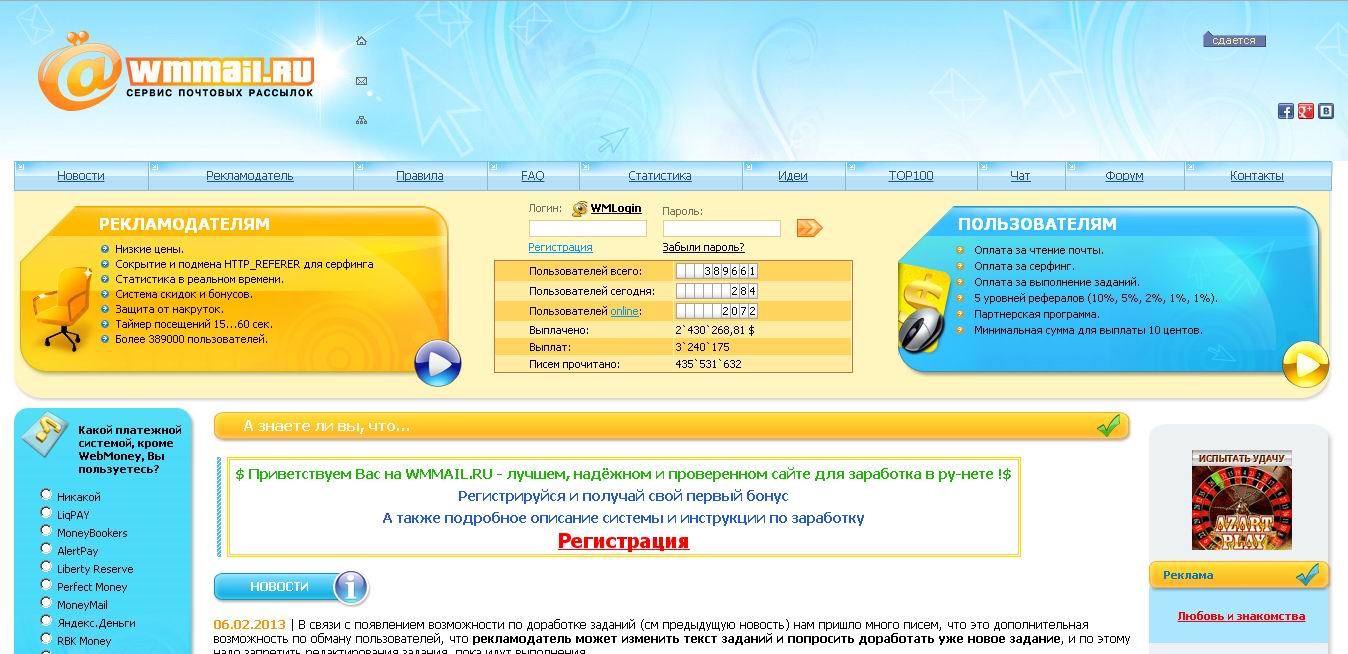 @ WMMAIL.RU
СЕРВИС ПОЧТОВЫХ РАССЫЛОК
сдается
Новости
Рекламодатель
Правила
FAQ
Статистика
Идеи
TOP100
Чат
Форум
Контакты
РЕКЛАМОДАТЕЛЯМ
Низкие цены.
Сокрытие и подмена HTTP_REFERER для серфинга
Статистика в реальном времени.
Система скидок и бонусов.
Защита от накруток.
Таймер посещений 15...60 сек.
Более 389000 пользователей.
Логин: WMLogin
Пароль:
Регистрация
Забыли пароль?
Пользователей всего: 389661
Пользователей сегодня: 284
Пользователей online: 2072
Выплачено: 2`430`268,81 $
Выплат: 3`240`175
Писем прочитано: 435`531`632
ПОЛЬЗОВАТЕЛЯМ
Оплата за чтение почты.
Оплата за серфинг.
Оплата за выполнение заданий.
5 уровней рефералов (10%, 5%, 2%, 1%, 1%).
Партнерская программа.
Минимальная сумма для выплаты 10 центов.
Какой платежной
системой, кроме
WebMoney, Вы
пользуетесь?
Никакой
LiqPAY
MoneyBookers
AlertPay
Liberty Reserve
Perfect Money
MoneyMail
Яндекс.Деньги
RBK Money
А знаете ли вы, что...
$ Приветствуем Вас на WMMAIL.RU - лучшем, надёжном и проверенном сайте для заработка в ру-нете !$
Регистрируйся и получай свой первый бонус
А также подробное описание системы и инструкции по заработку
Регистрация
НОВОСТИ
06.02.2013 | В связи с появлением возможности по доработке заданий (см предыдущую новость) нам пришло много писем, что это дополнительная
возможность по обману пользователей, что рекламодатель может изменить текст заданий и попросить доработать уже новое задание, и по этому
надо запретить редактирования задания, пока идут выполнения.
ИСПЫТАТЬ УДАЧУ
AZART
PLAY
Реклама
Любовь и знакомства